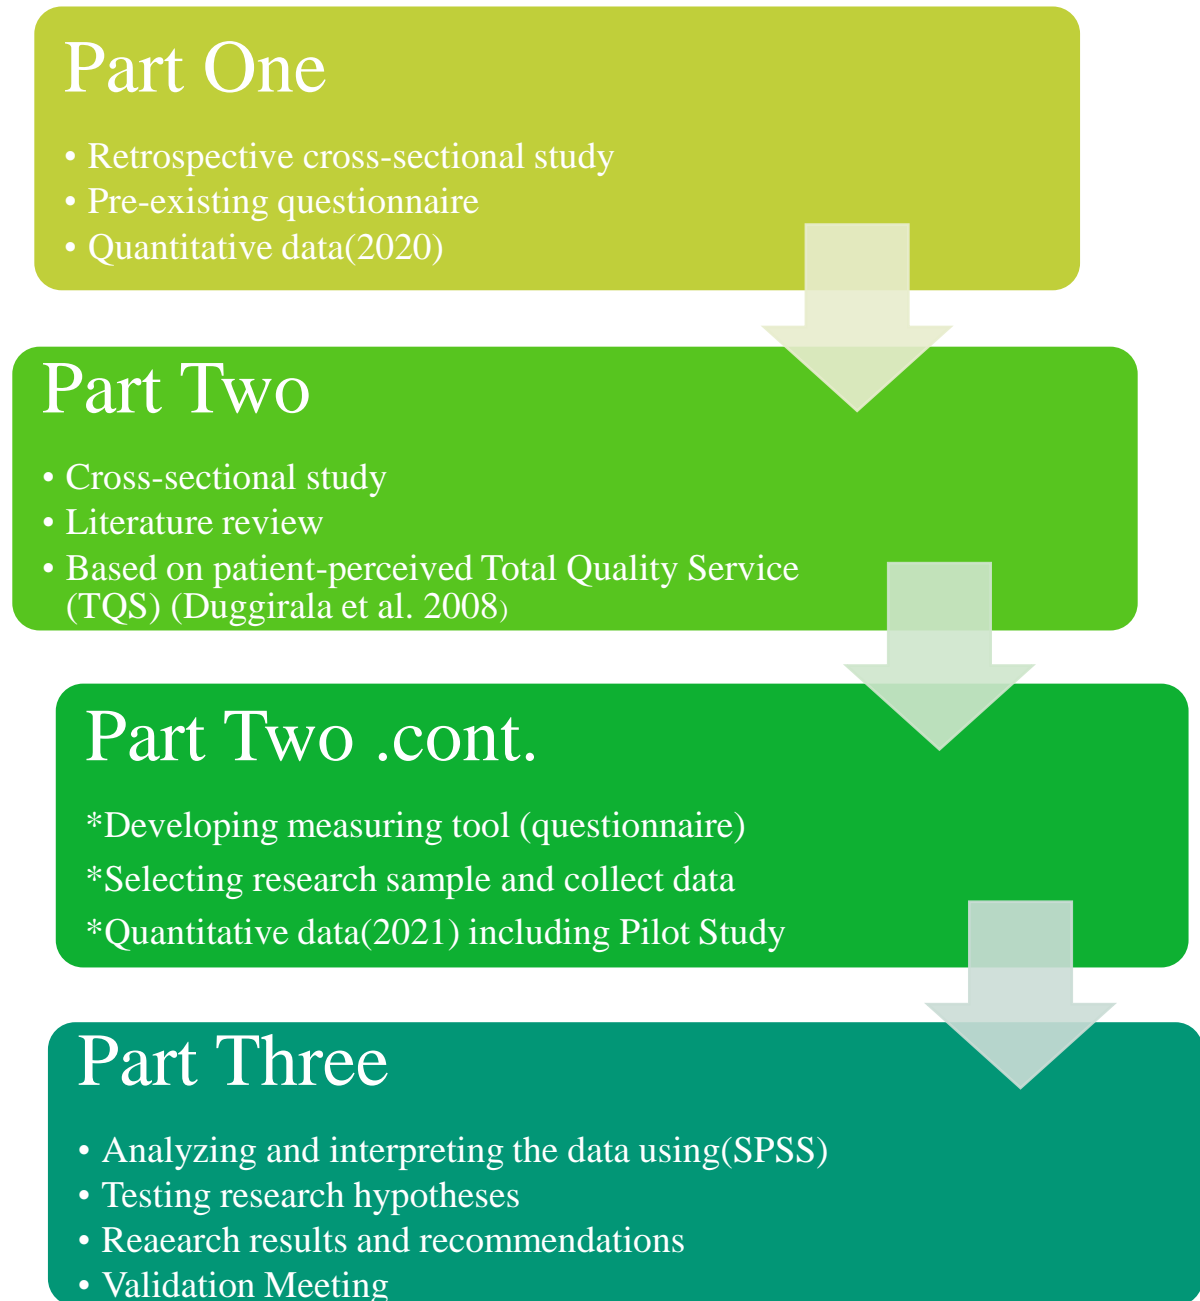 Part One
• Retrospective cross-sectional study
• Pre-existing questionnaire
• Quantitative data(2020)
Part Two
• Cross-sectional study
• Literature review
• Based on patient-perceived Total Quality Service
(TQS) (Duggirala et al. 2008)
Part Two .cont.
*Developing measuring tool (questionnaire)
*Selecting research sample and collect data
*Quantitative data(2021) including Pilot Study
Part Three
• Analyzing and interpreting the data using(SPSS)
• Testing research hypotheses
• Reaearch results and recommendations
• Validation Meeting